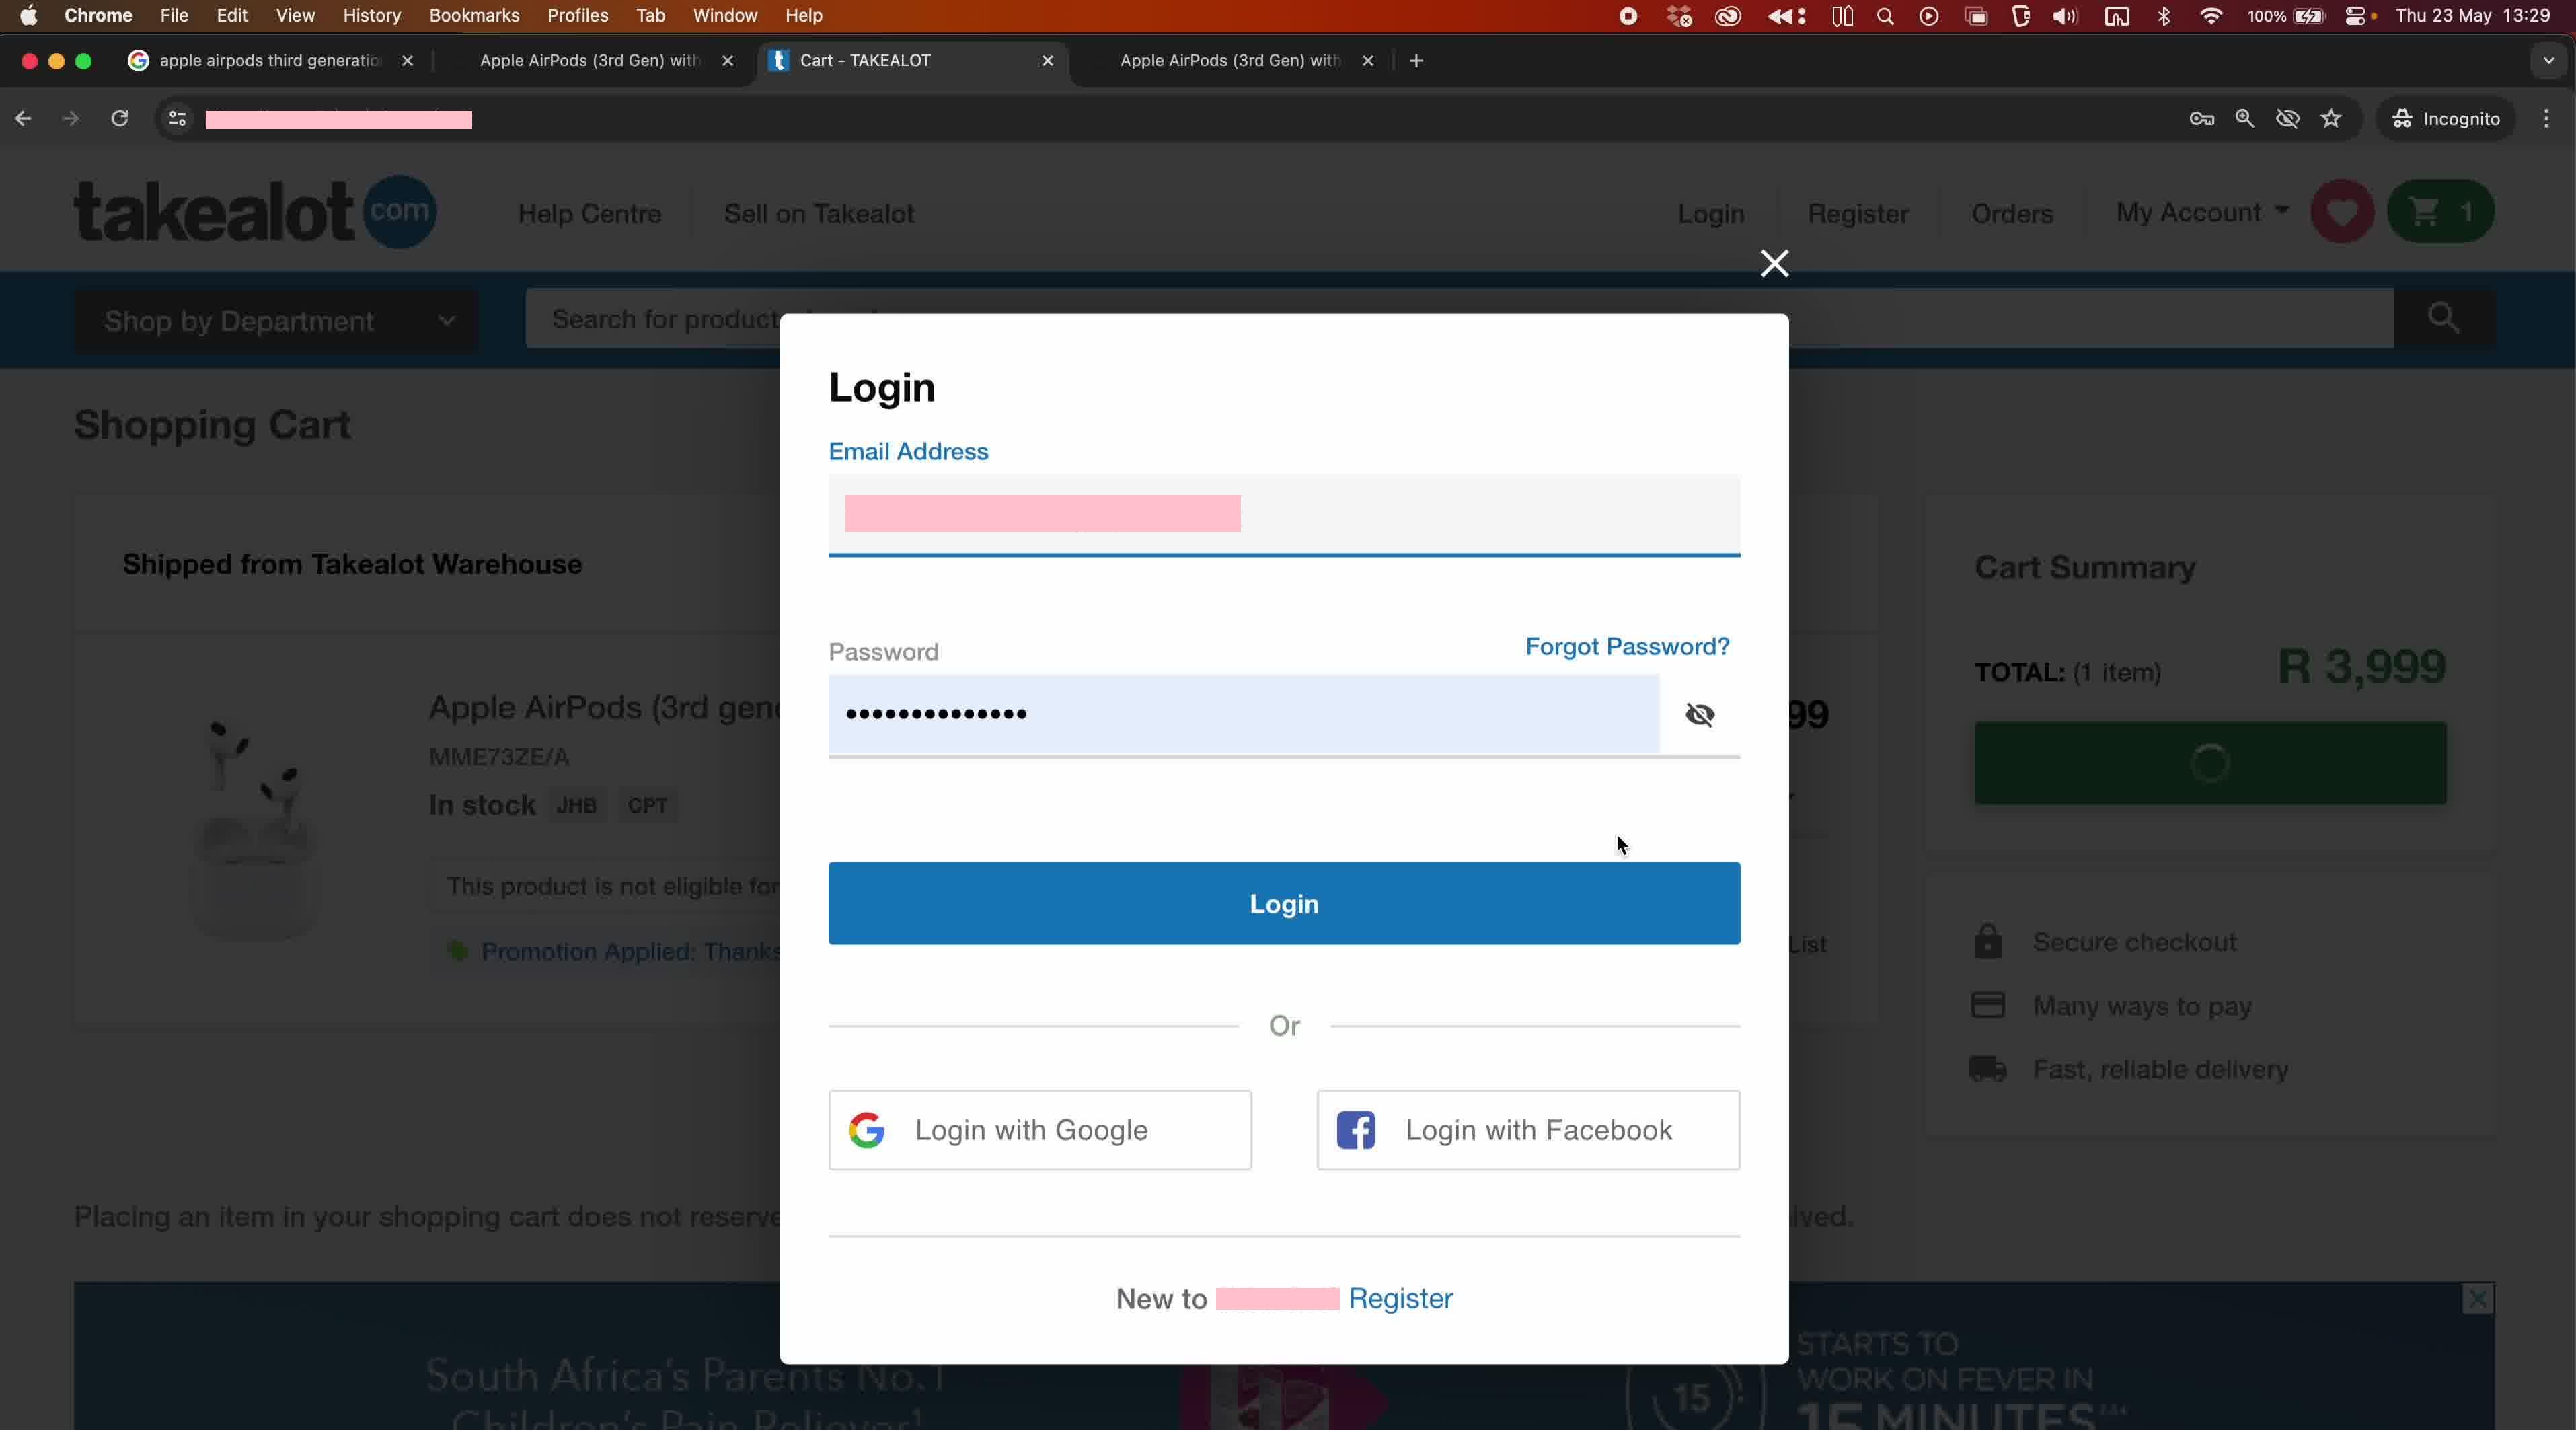 Chrome File Edit View History Bookmarks Profiles Tab Window Help
100% Thu 23 May 13:29
apple airpods third generatio
Apple AirPods (3rd Gen) with
Cart - TAKEALOT
Apple AirPods (3rd Gen) with
Incognito
takealot com
Help Centre
Sell on Takealot
Login
Register
Orders
My Account
1
Shop by Department
Search for product
Shopping Cart
Shipped from Takealot Warehouse
Apple AirPods (3rd gen
MME73ZE/A
In stock JHB CPT
This product is not eligible for
Promotion Applied: Thanks
99
List
Login
Email Address
Password
Forgot Password?
Login
Or
Login with Google
Login with Facebook
New to
Register
Cart Summary
TOTAL: (1 item)
R 3,999
Secure checkout
Many ways to pay
Fast, reliable delivery
Placing an item in your shopping cart does not reserve
ived.
South Africa's Parents No.1
Children's Pain Reliever¹
15
STARTS TO
WORK ON FEVER IN
15 MINUTES